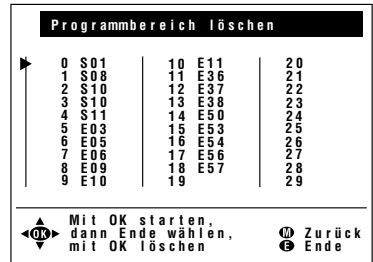 Programmbereich löschen
0 S01 10 E11 20
1 S08 11 E36 21
2 S10 12 E37 22
3 S10 13 E38 23
4 S11 14 E50 24
5 E03 15 E53 25
6 E05 16 E54 26
7 E06 17 E56 27
8 E09 18 E57 28
9 E10 19 29
Mit OK starten,
OK dann Ende wählen, M Zurück
mit OK löschen E Ende